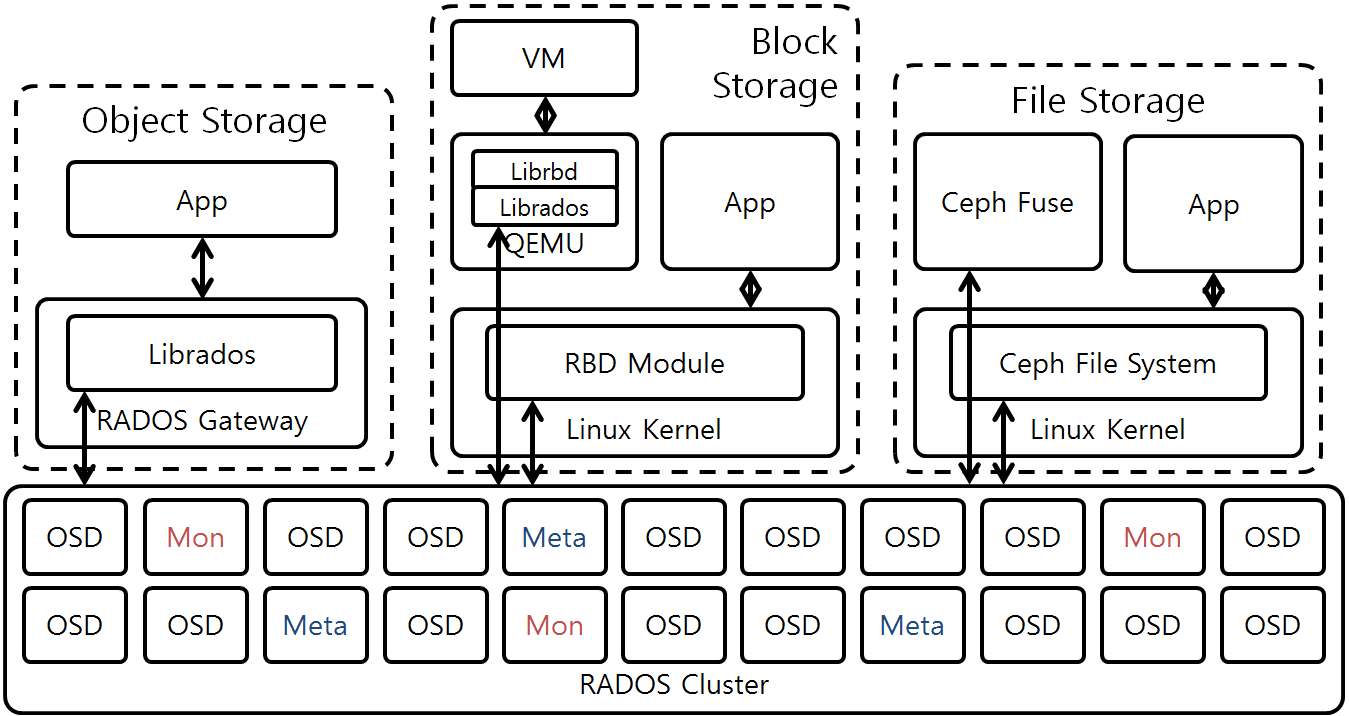 Object Storage
App
Librados
RADOS Gateway
Block
Storage
VM
Librbd
Librados
QEMU
App
RBD Module
Linux Kernel
File Storage
Ceph Fuse
App
Ceph File System
Linux Kernel
OSD Mon OSD OSD Meta OSD OSD OSD OSD Mon OSD
OSD OSD Meta OSD Mon OSD OSD Meta OSD OSD OSD
RADOS Cluster